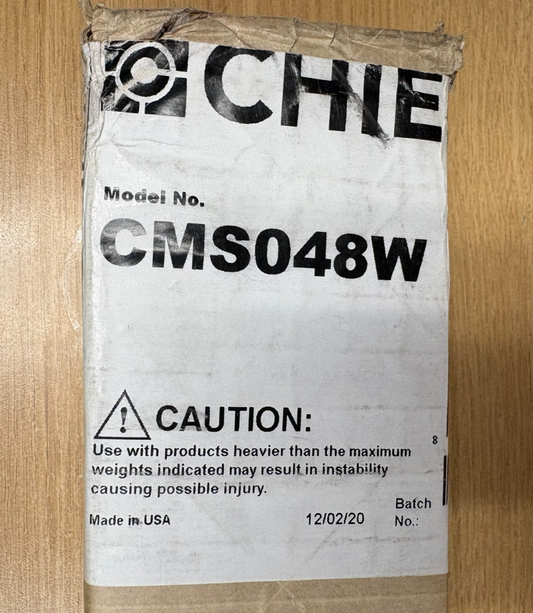 CHIE
Model No.
CMS048W
CAUTION:
8
Use with products heavier than the maximum
weights indicated may result in instability
causing possible injury.
Batch
Made in USA 12/02/20 No.: